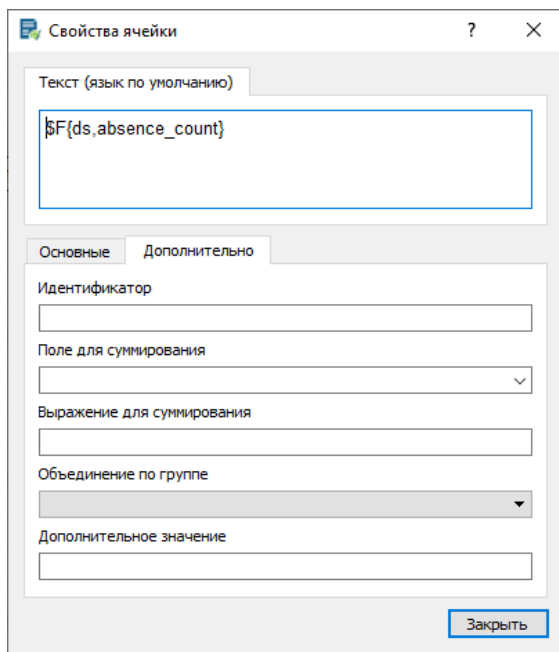 Свойства ячейки
Текст (язык по умолчанию)
$F{ds,absence_count}
Основные Дополнительно
Идентификатор
Поле для суммирования
Выражение для суммирования
Объединение по группе
Дополнительное значение
Закрыть